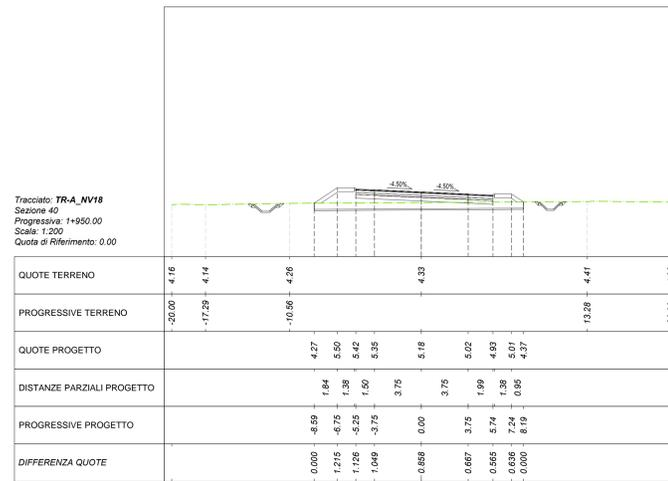 -4.50%
-4.50%
Tracciato: TR-A_NV18
Sezione 40
Progressiva: 1+950.00
Scala: 1:200
Quota di Riferimento: 0.00
QUOTE TERRENO 4.16 4.14 4.26 4.33 4.41
PROGRESSIVE TERRENO -20.00 -17.29 -10.56 13.28
QUOTE PROGETTO 4.27 5.50 5.42 5.35 5.18 5.02 4.93 5.01 4.37
DISTANZE PARZIALI PROGETTO 1.84 1.38 1.50 3.75 3.75 1.99 1.38 0.95
PROGRESSIVE PROGETTO -8.59 -6.75 -5.25 -3.75 0.00 3.75 5.74 7.24 8.19
DIFFERENZA QUOTE 0.000 1.215 1.126 1.049 0.858 0.667 0.565 0.636 0.000